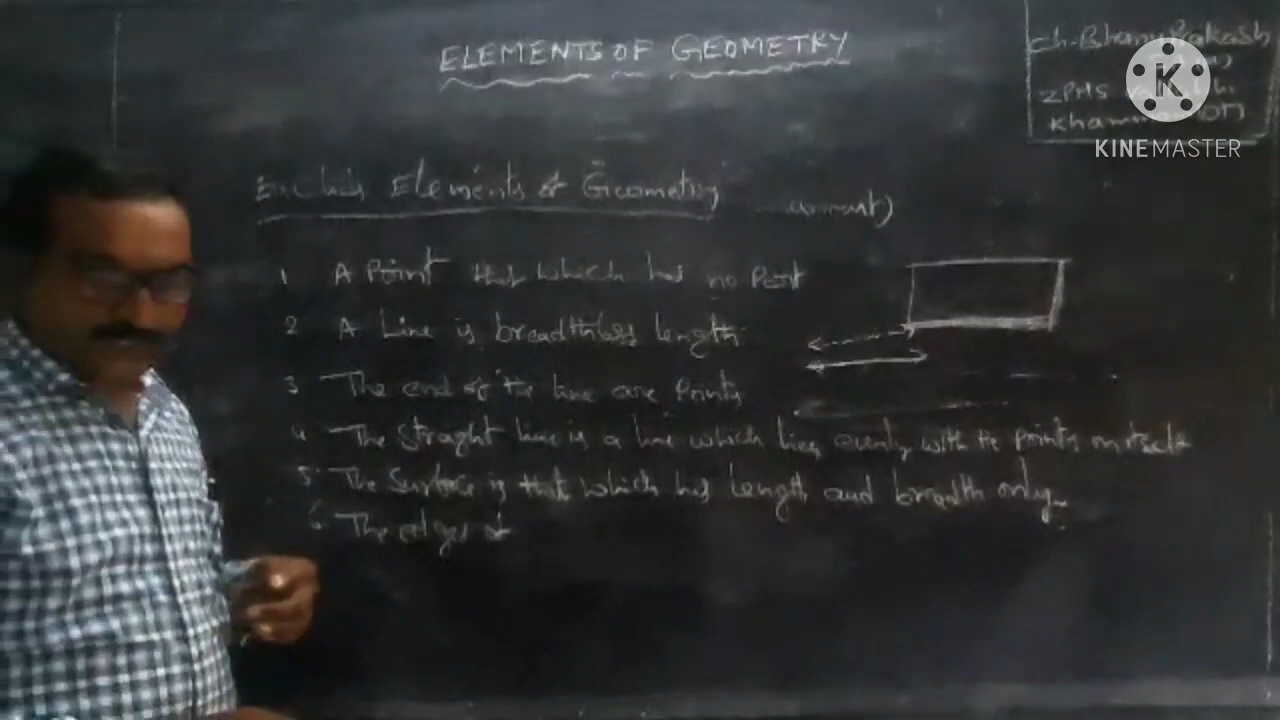 ELEMENTS OF GEOMETRY
Ch. Bhanu Prakash
ZPHS
KINEMASTER
Elements of Geometry
1 A Point that which has no Point
2 A Line is breadthless length
3 The end of the line are Points
4 The Straight line is a line which lies evenly with the points on itself
5 The Surface is that which has length and breadth only
6 The edges of